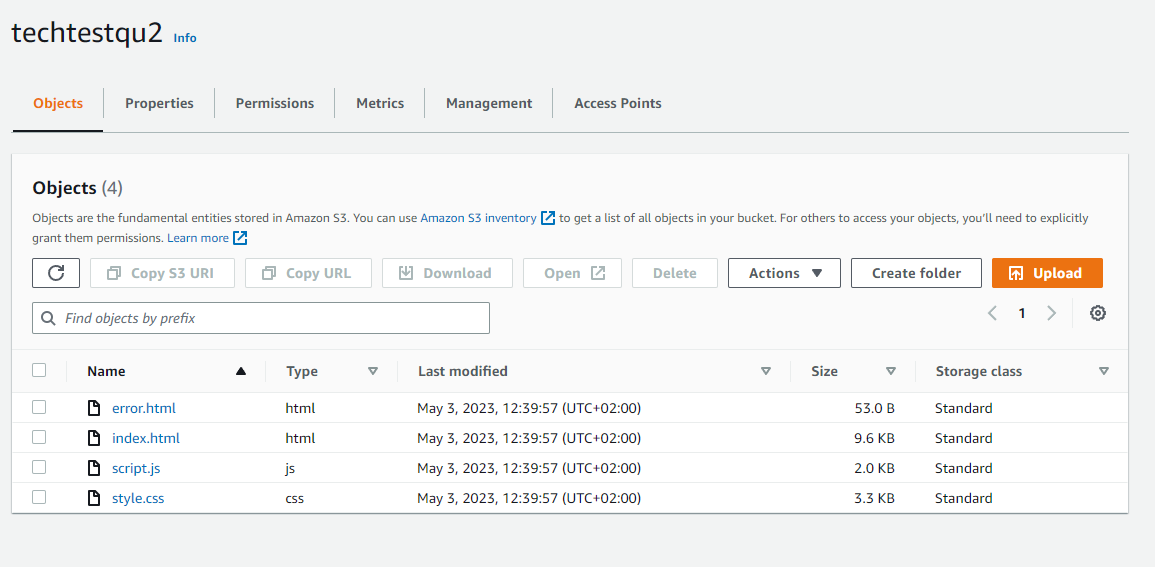 techtestqu2 Info
Objects Properties Permissions Metrics Management Access Points
Objects (4)
Objects are the fundamental entities stored in Amazon S3. You can use Amazon S3 inventory to get a list of all objects in your bucket. For others to access your objects, you’ll need to explicitly
grant them permissions. Learn more
Copy S3 URI Copy URL Download Open Delete Actions Create folder Upload
Find objects by prefix
1
Name Type Last modified Size Storage class
error.html html May 3, 2023, 12:39:57 (UTC+02:00) 53.0 B Standard
index.html html May 3, 2023, 12:39:57 (UTC+02:00) 9.6 KB Standard
script.js js May 3, 2023, 12:39:57 (UTC+02:00) 2.0 KB Standard
style.css css May 3, 2023, 12:39:57 (UTC+02:00) 3.3 KB Standard